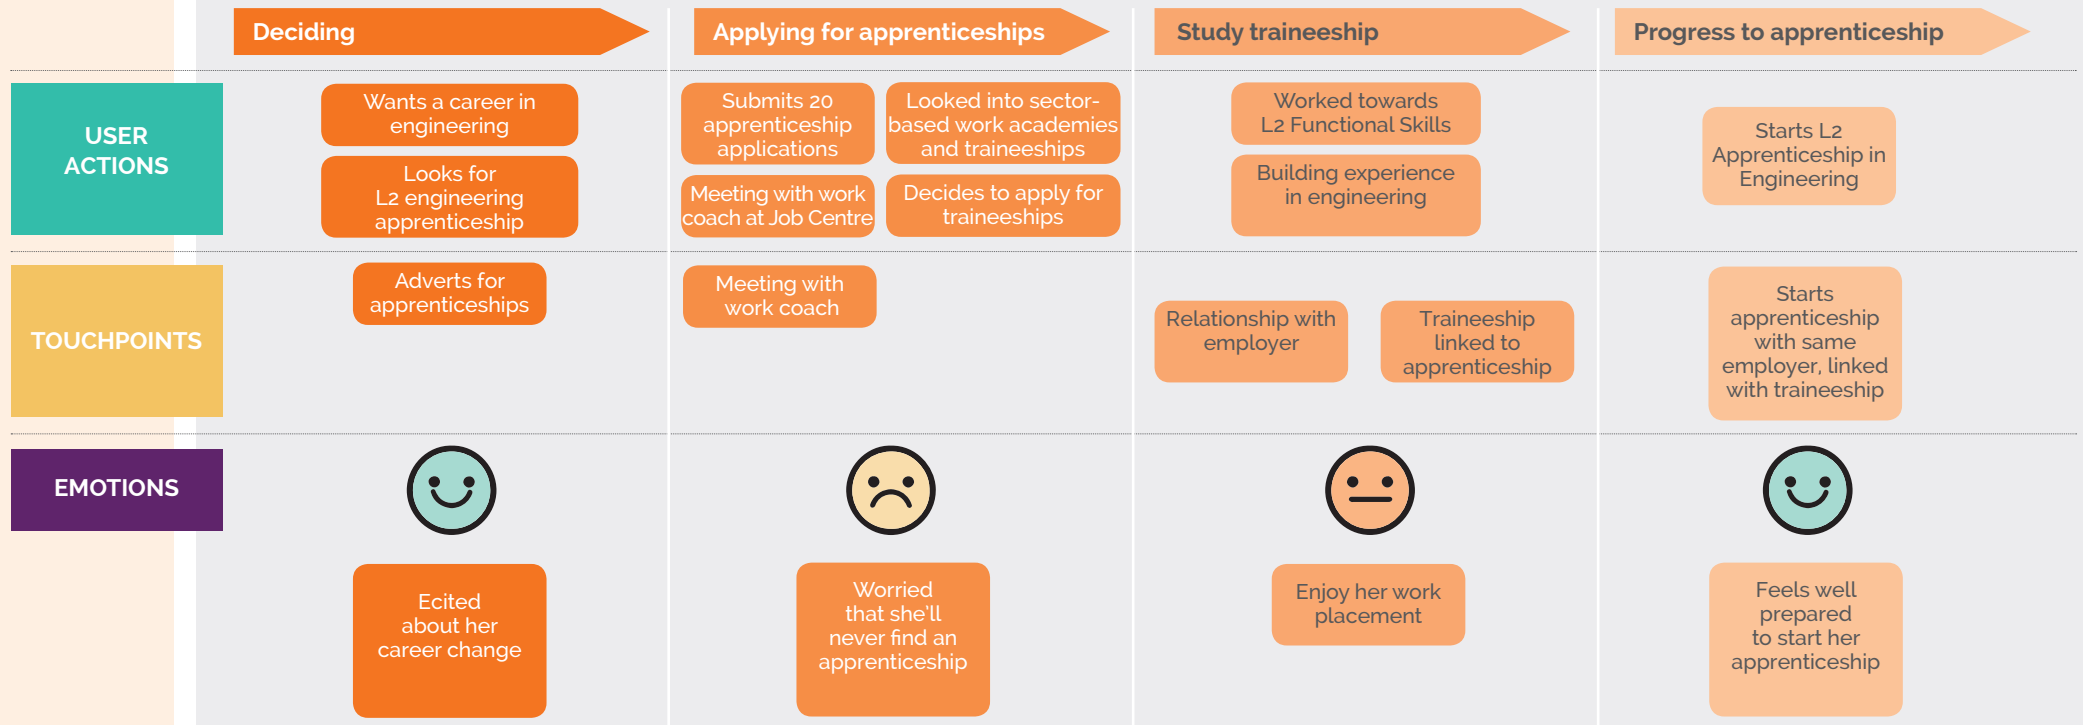 Deciding
Applying for apprenticeships
Study traineeship
Progress to apprenticeship
USER
ACTIONS
Wants a career in
engineering
Looks for
L2 engineering
apprenticeship
Submits 20
apprenticeship
applications
Looked into sector-
based work academies
and traineeships
Meeting with work
coach at Job Centre
Decides to apply for
traineeships
Worked towards
L2 Functional Skills
Building experience
in engineering
Starts L2
Apprenticeship in
Engineering
TOUCHPOINTS
Adverts for
apprenticeships
Meeting with
work coach
Relationship with
employer
Traineeship
linked to
apprenticeship
Starts
apprenticeship
with same
employer, linked
with traineeship
EMOTIONS
Ecited
about her
career change
Worried
that she'll
never find an
apprenticeship
Enjoy her work
placement
Feels well
prepared
to start her
apprenticeship